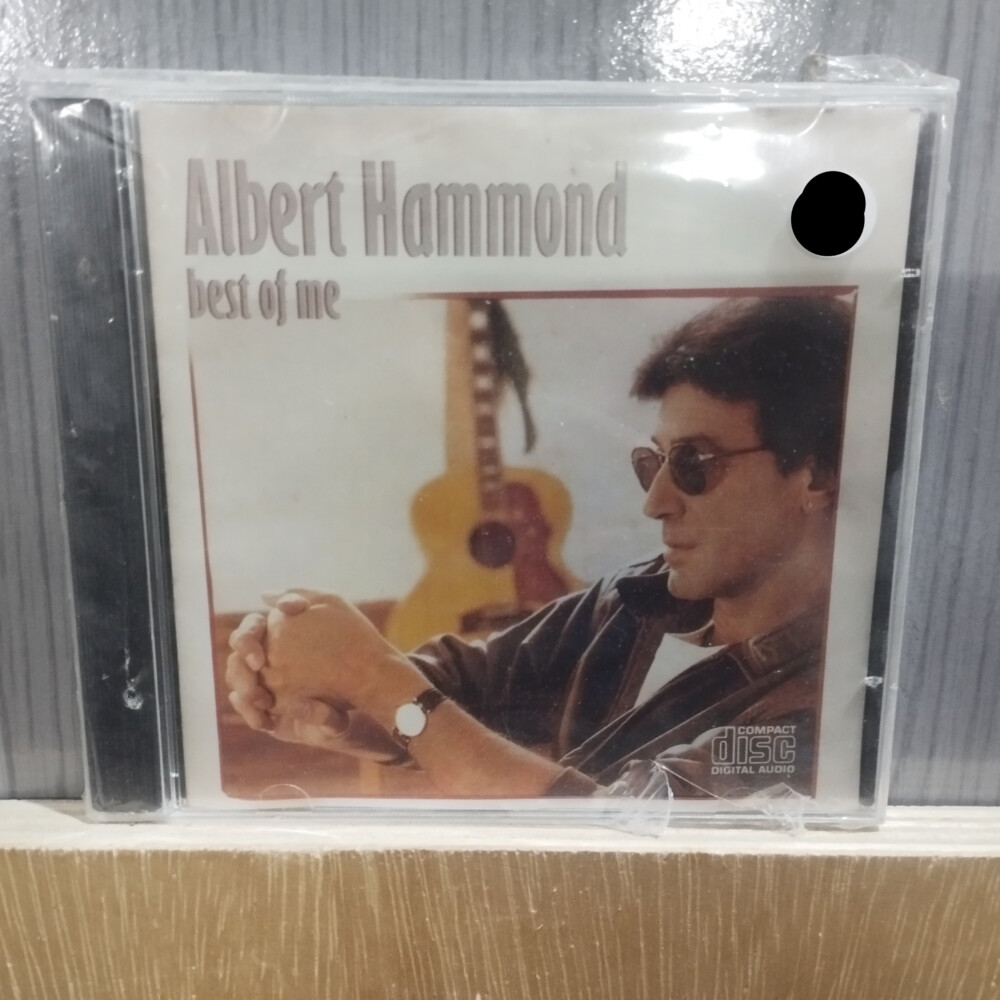 Albert Hammond
best of me
COMPACT
disc
DIGITAL AUDIO